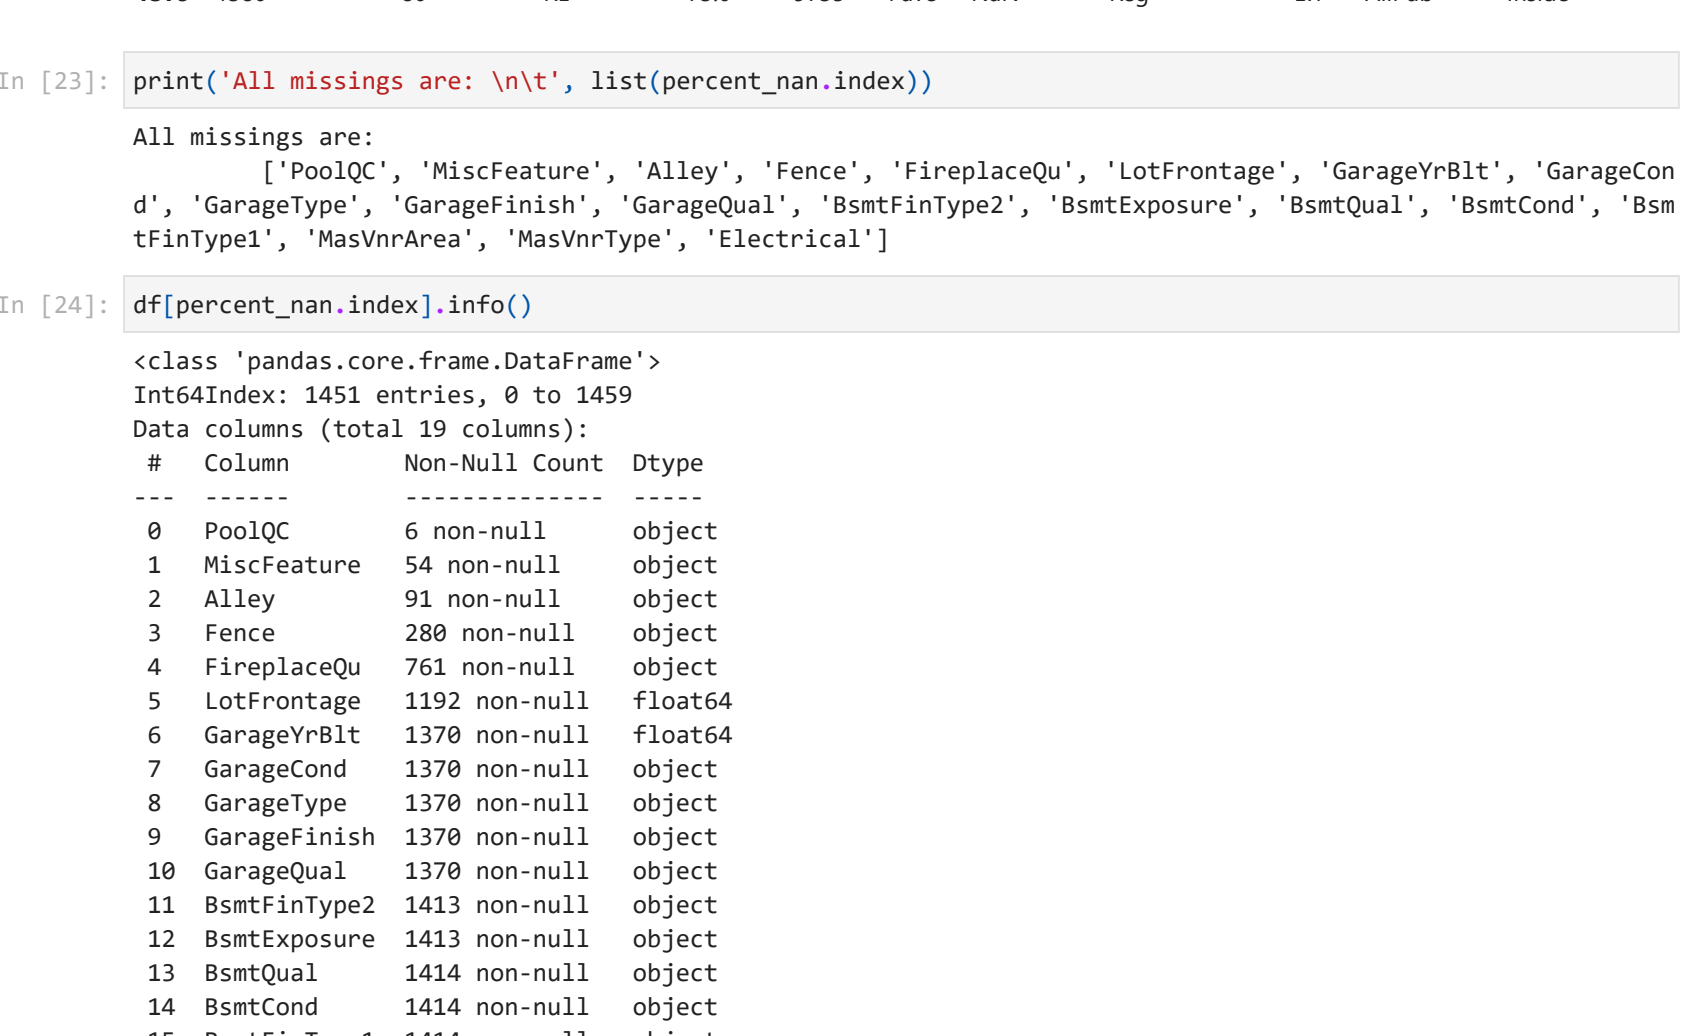 In [23]: print('All missings are: \n\t', list(percent_nan.index))
All missings are:
['PoolQC', 'MiscFeature', 'Alley', 'Fence', 'FireplaceQu', 'LotFrontage', 'GarageYrBlt', 'GarageCon
d', 'GarageType', 'GarageFinish', 'GarageQual', 'BsmtFinType2', 'BsmtExposure', 'BsmtQual', 'BsmtCond', 'Bsm
tFinType1', 'MasVnrArea', 'MasVnrType', 'Electrical']
In [24]: df[percent_nan.index].info()
<class 'pandas.core.frame.DataFrame'>
Int64Index: 1451 entries, 0 to 1459
Data columns (total 19 columns):
# Column Non-Null Count Dtype
--- ------ -------------- -----
0 PoolQC 6 non-null object
1 MiscFeature 54 non-null object
2 Alley 91 non-null object
3 Fence 280 non-null object
4 FireplaceQu 761 non-null object
5 LotFrontage 1192 non-null float64
6 GarageYrBlt 1370 non-null float64
7 GarageCond 1370 non-null object
8 GarageType 1370 non-null object
9 GarageFinish 1370 non-null object
10 GarageQual 1370 non-null object
11 BsmtFinType2 1413 non-null object
12 BsmtExposure 1413 non-null object
13 BsmtQual 1414 non-null object
14 BsmtCond 1414 non-null object